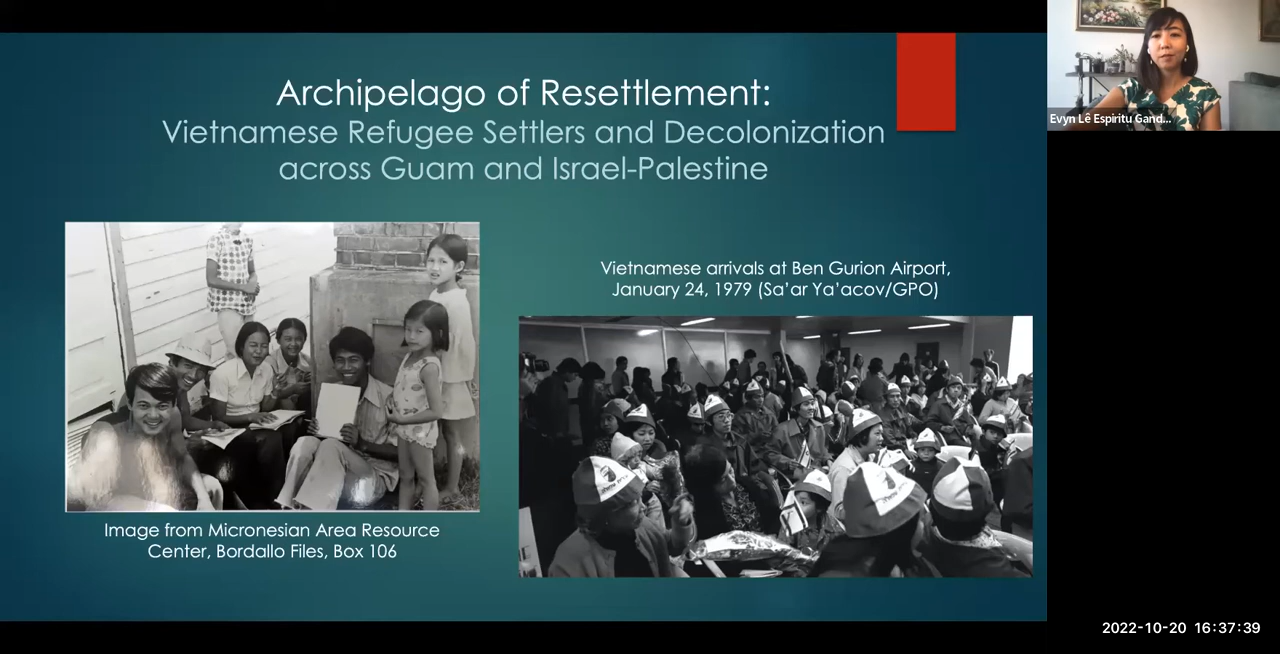 Archipelago of Resettlement:
Vietnamese Refugee Settlers and Decolonization
across Guam and Israel-Palestine
Evyn Lê Espiritu Gand...
Vietnamese arrivals at Ben Gurion Airport,
January 24, 1979 (Sa'ar Ya'acov/GPO)
Image from Micronesian Area Resource
Center, Bordallo Files, Box 106
2022-10-20 16:37:39